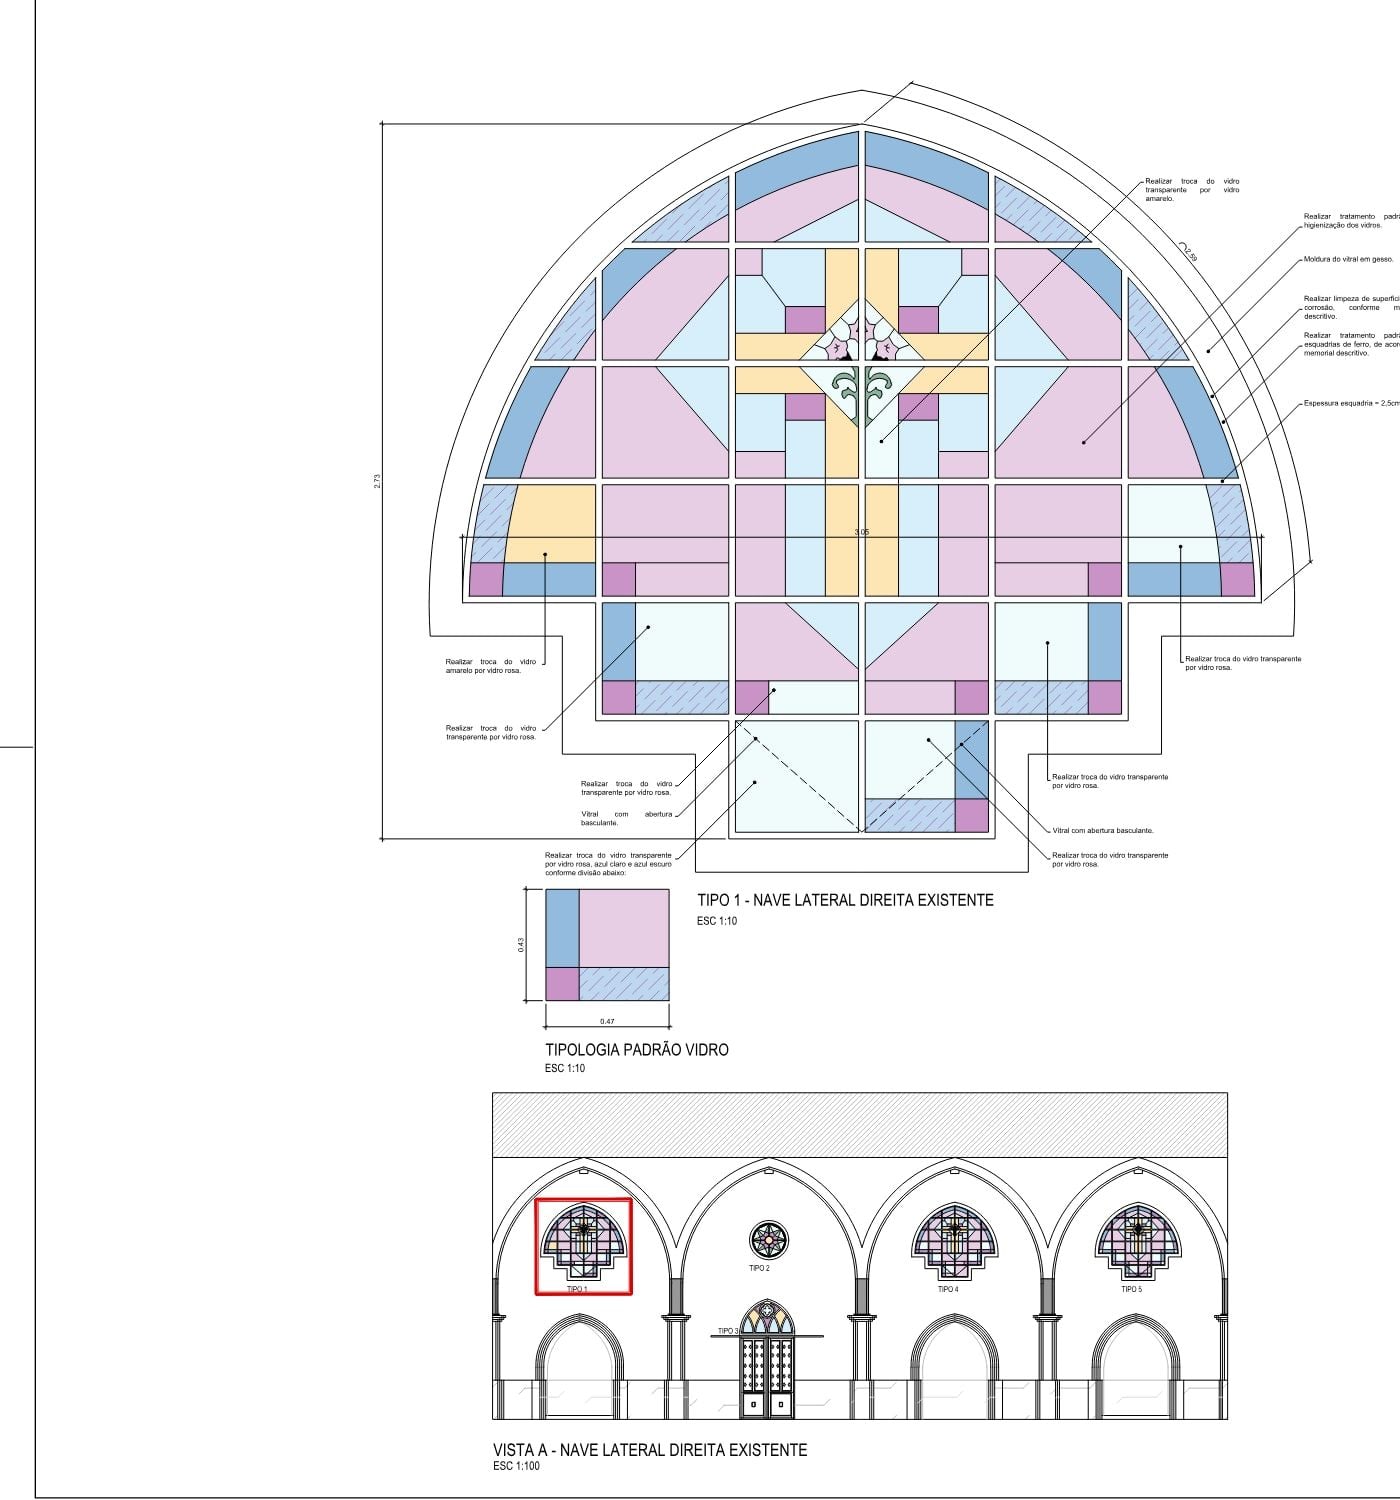 Realizar troca do vidro
transparente por vidro
amarelo.
Realizar tratamento
higienização dos vidros.
Moldura do vitral em gesso.
Realizar limpeza de
corrosão, conforme
descritivo.
Realizar tratamento
esquadrias de ferro, de
memorial descritivo.
Espessura esquadria = 2,5cm
2.59
2.73
3.05
Realizar troca do vidro
amarelo por vidro rosa.
Realizar troca do vidro
transparente por vidro rosa.
Realizar troca do vidro transparente
por vidro rosa.
Realizar troca do vidro
transparente por vidro rosa.
Vitral com abertura
basculante.
Realizar troca do vidro transparente
por vidro rosa.
Vitral com abertura basculante.
Realizar troca do vidro transparente
por vidro rosa, azul claro e azul escuro
conforme divisão abaixo:
Realizar troca do vidro transparente
por vidro rosa.
TIPO 1 - NAVE LATERAL DIREITA EXISTENTE
ESC 1:10
0.43
0.47
TIPOLOGIA PADRÃO VIDRO
ESC 1:10
TIPO 1
TIPO 2
TIPO 3
TIPO 4
TIPO 5
VISTA A - NAVE LATERAL DIREITA EXISTENTE
ESC 1:100